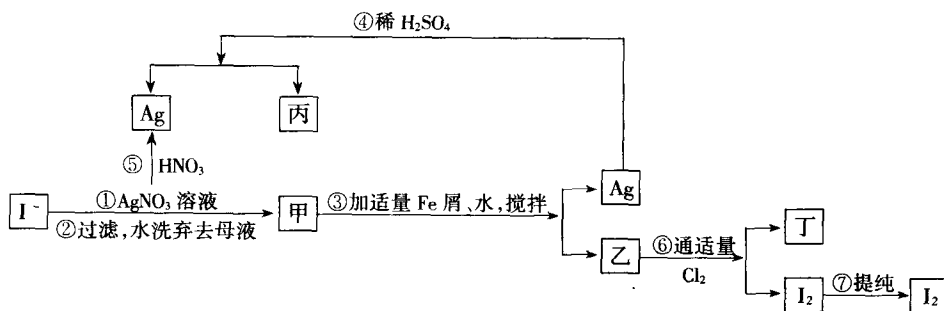 ④稀 H₂SO₄
Ag
丙
⑤ HNO₃
I⁻
①AgNO₃ 溶液
②过滤,水洗弃去母液
甲
③加适量 Fe 屑、水,搅拌
Ag
乙
⑥通适量
Cl₂
丁
I₂
⑦提纯
I₂